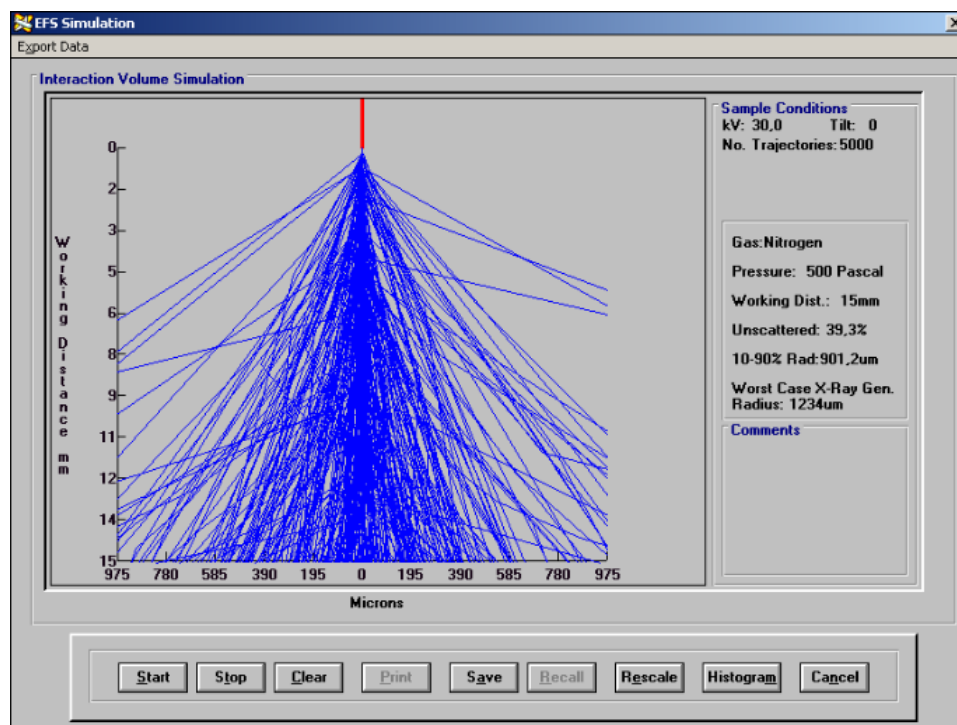 EFS Simulation
Export Data
Interaction Volume Simulation
0
2
3
5
6
8
9
11
12
14
15
Working Distance mm
975 780 585 390 195 0 195 390 585 780 975
Microns
Sample Conditions
kV: 30,0 Tilt: 0
No. Trajectories: 5000
Gas:Nitrogen
Pressure: 500 Pascal
Working Dist.: 15mm
Unscattered: 39,3%
10-90% Rad:901,2um
Worst Case X-Ray Gen.
Radius: 1234um
Comments
Start Stop Clear Print Save Recall Rescale Histogram Cancel